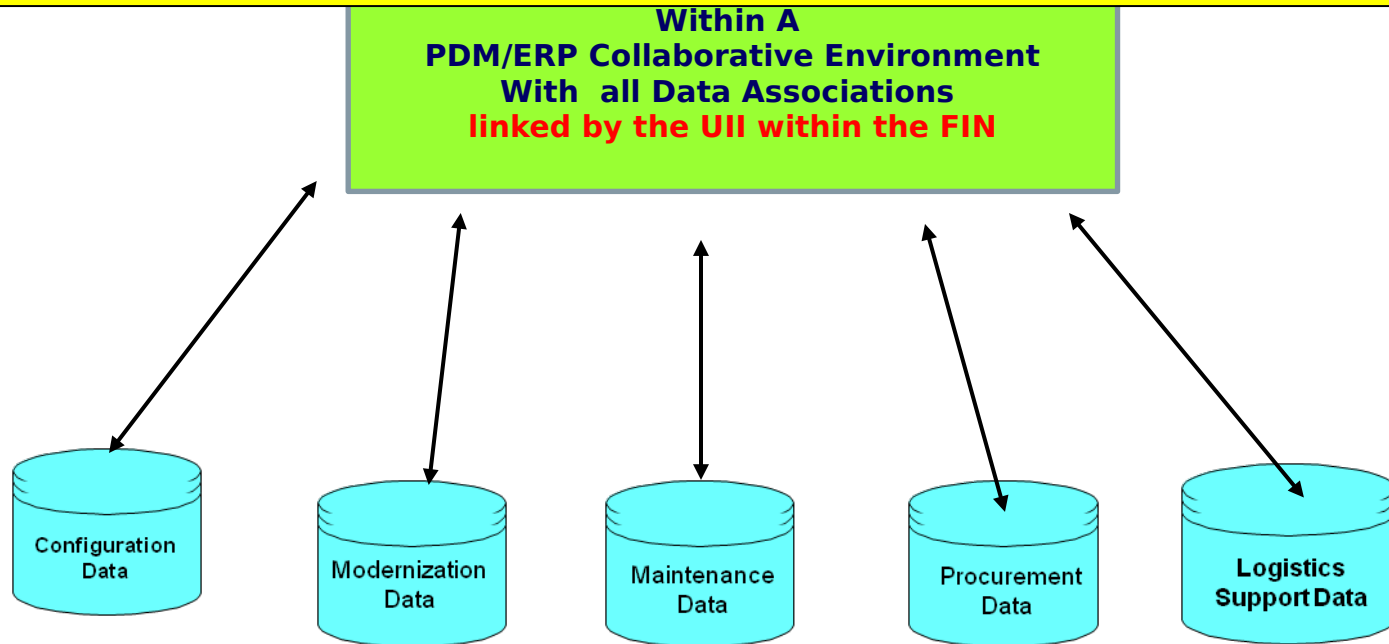 Within A
PDM/ERP Collaborative Environment
With all Data Associations
linked by the UII within the FIN
Configuration
Data
Modernization
Data
Maintenance
Data
Procurement
Data
Logistics
Support Data